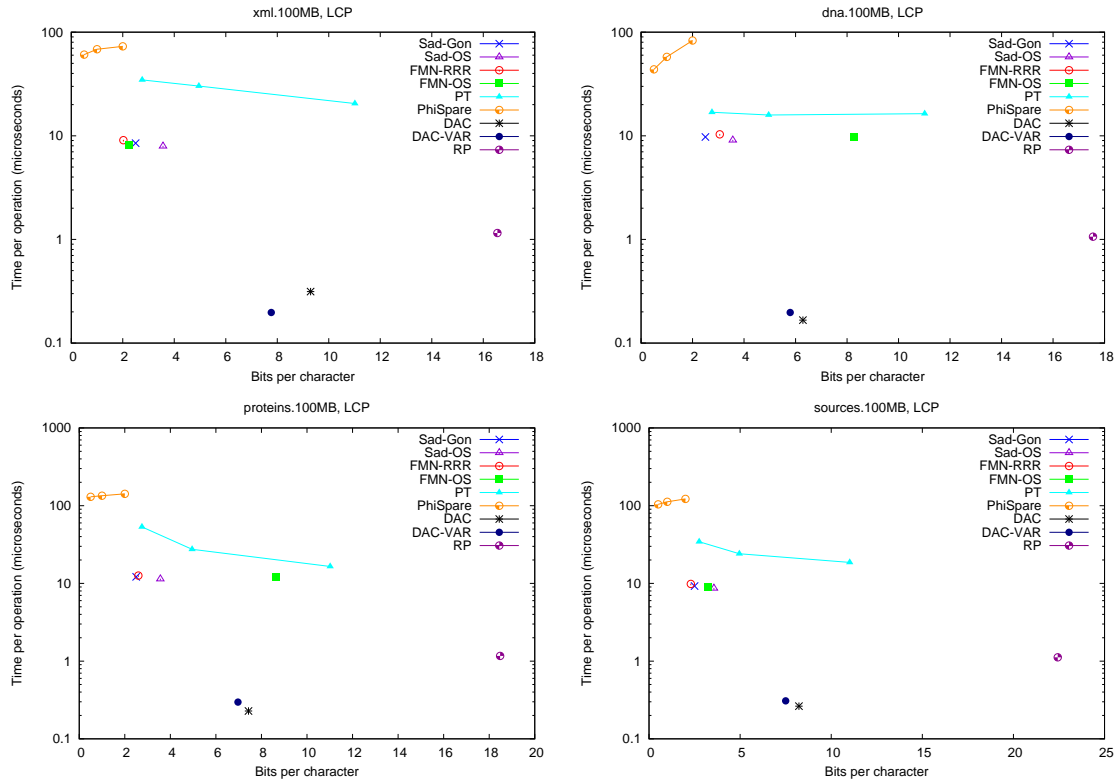 xml.100MB, LCP
100
10
1
0.1
0 2 4 6 8 10 12 14 16 18
Time per operation (microseconds)
Bits per character
Sad-Gon
Sad-OS
FMN-RRR
FMN-OS
PT
PhiSpare
DAC
DAC-VAR
RP
dna.100MB, LCP
100
10
1
0.1
0 2 4 6 8 10 12 14 16 18
Time per operation (microseconds)
Bits per character
Sad-Gon
Sad-OS
FMN-RRR
FMN-OS
PT
PhiSpare
DAC
DAC-VAR
RP
proteins.100MB, LCP
1000
100
10
1
0.1
0 2 4 6 8 10 12 14 16 18 20
Time per operation (microseconds)
Bits per character
Sad-Gon
Sad-OS
FMN-RRR
FMN-OS
PT
PhiSpare
DAC
DAC-VAR
RP
sources.100MB, LCP
1000
100
10
1
0.1
0 5 10 15 20 25
Time per operation (microseconds)
Bits per character
Sad-Gon
Sad-OS
FMN-RRR
FMN-OS
PT
PhiSpare
DAC
DAC-VAR
RP